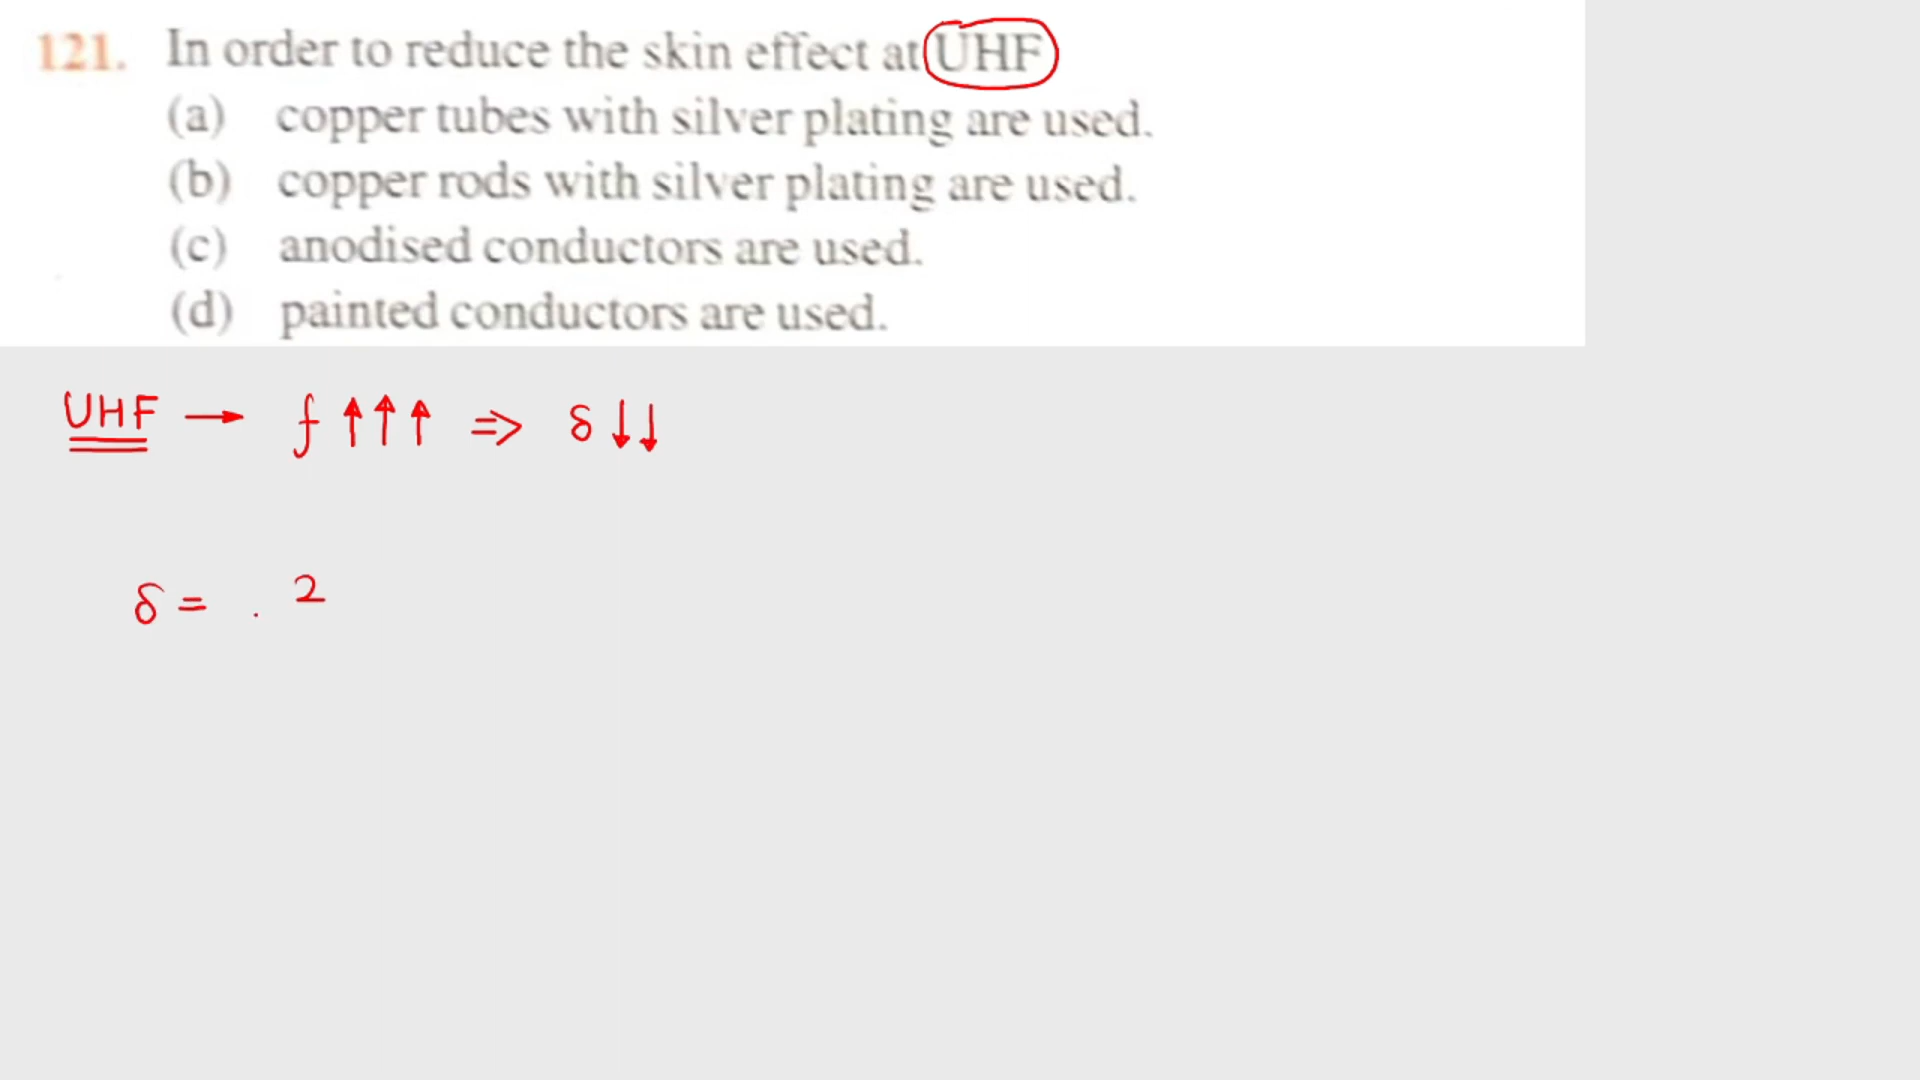 121. In order to reduce the skin effect at UHF
(a) copper tubes with silver plating are used.
(b) copper rods with silver plating are used.
(c) anodised conductors are used.
(d) painted conductors are used.
UHF → f ↑↑↑ ⇒ δ ↓↓
δ = . 2